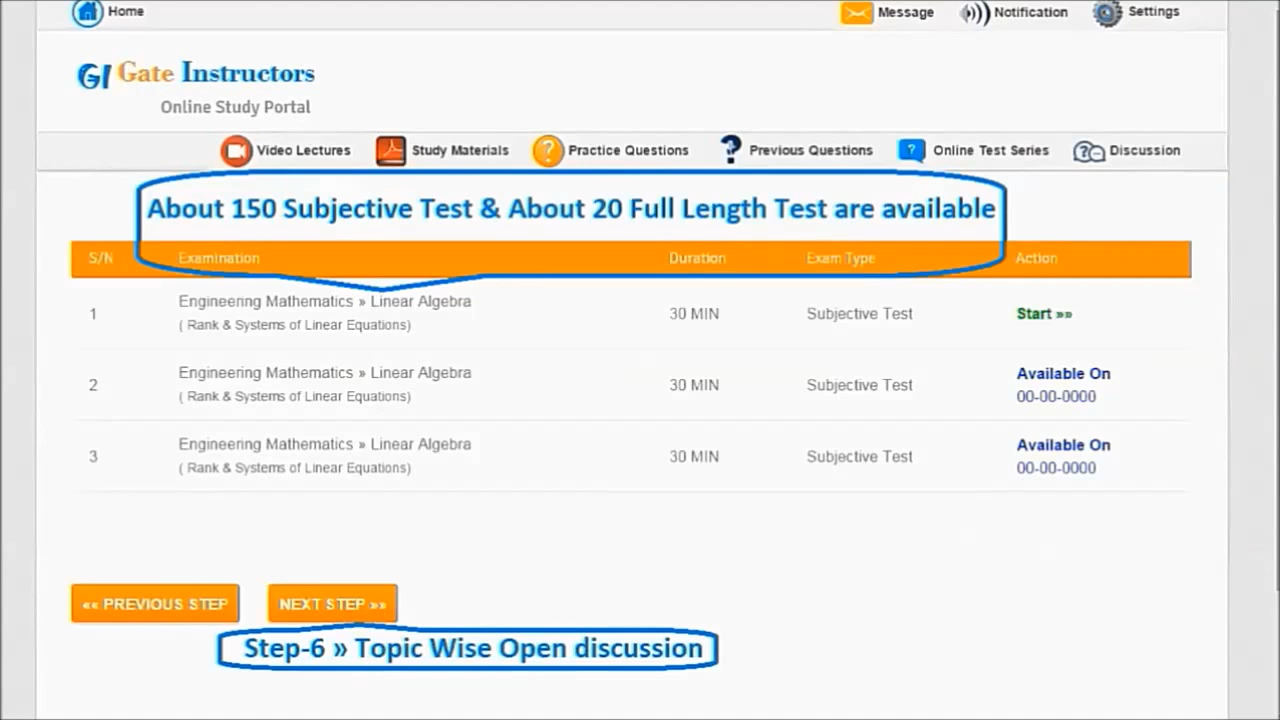 Home Message Notification Settings
GI Gate Instructors
Online Study Portal
Video Lectures Study Materials Practice Questions Previous Questions Online Test Series Discussion
About 150 Subjective Test & About 20 Full Length Test are available
S/N Examination Duration Exam Type Action
Engineering Mathematics » Linear Algebra
1 30 MIN Subjective Test Start »»
( Rank & Systems of Linear Equations)
Engineering Mathematics » Linear Algebra Available On
2 30 MIN Subjective Test
( Rank & Systems of Linear Equations) 00-00-0000
Engineering Mathematics » Linear Algebra Available On
3 30 MIN Subjective Test
( Rank & Systems of Linear Equations) 00-00-0000
«« PREVIOUS STEP NEXT STEP »»
Step-6 » Topic Wise Open discussion